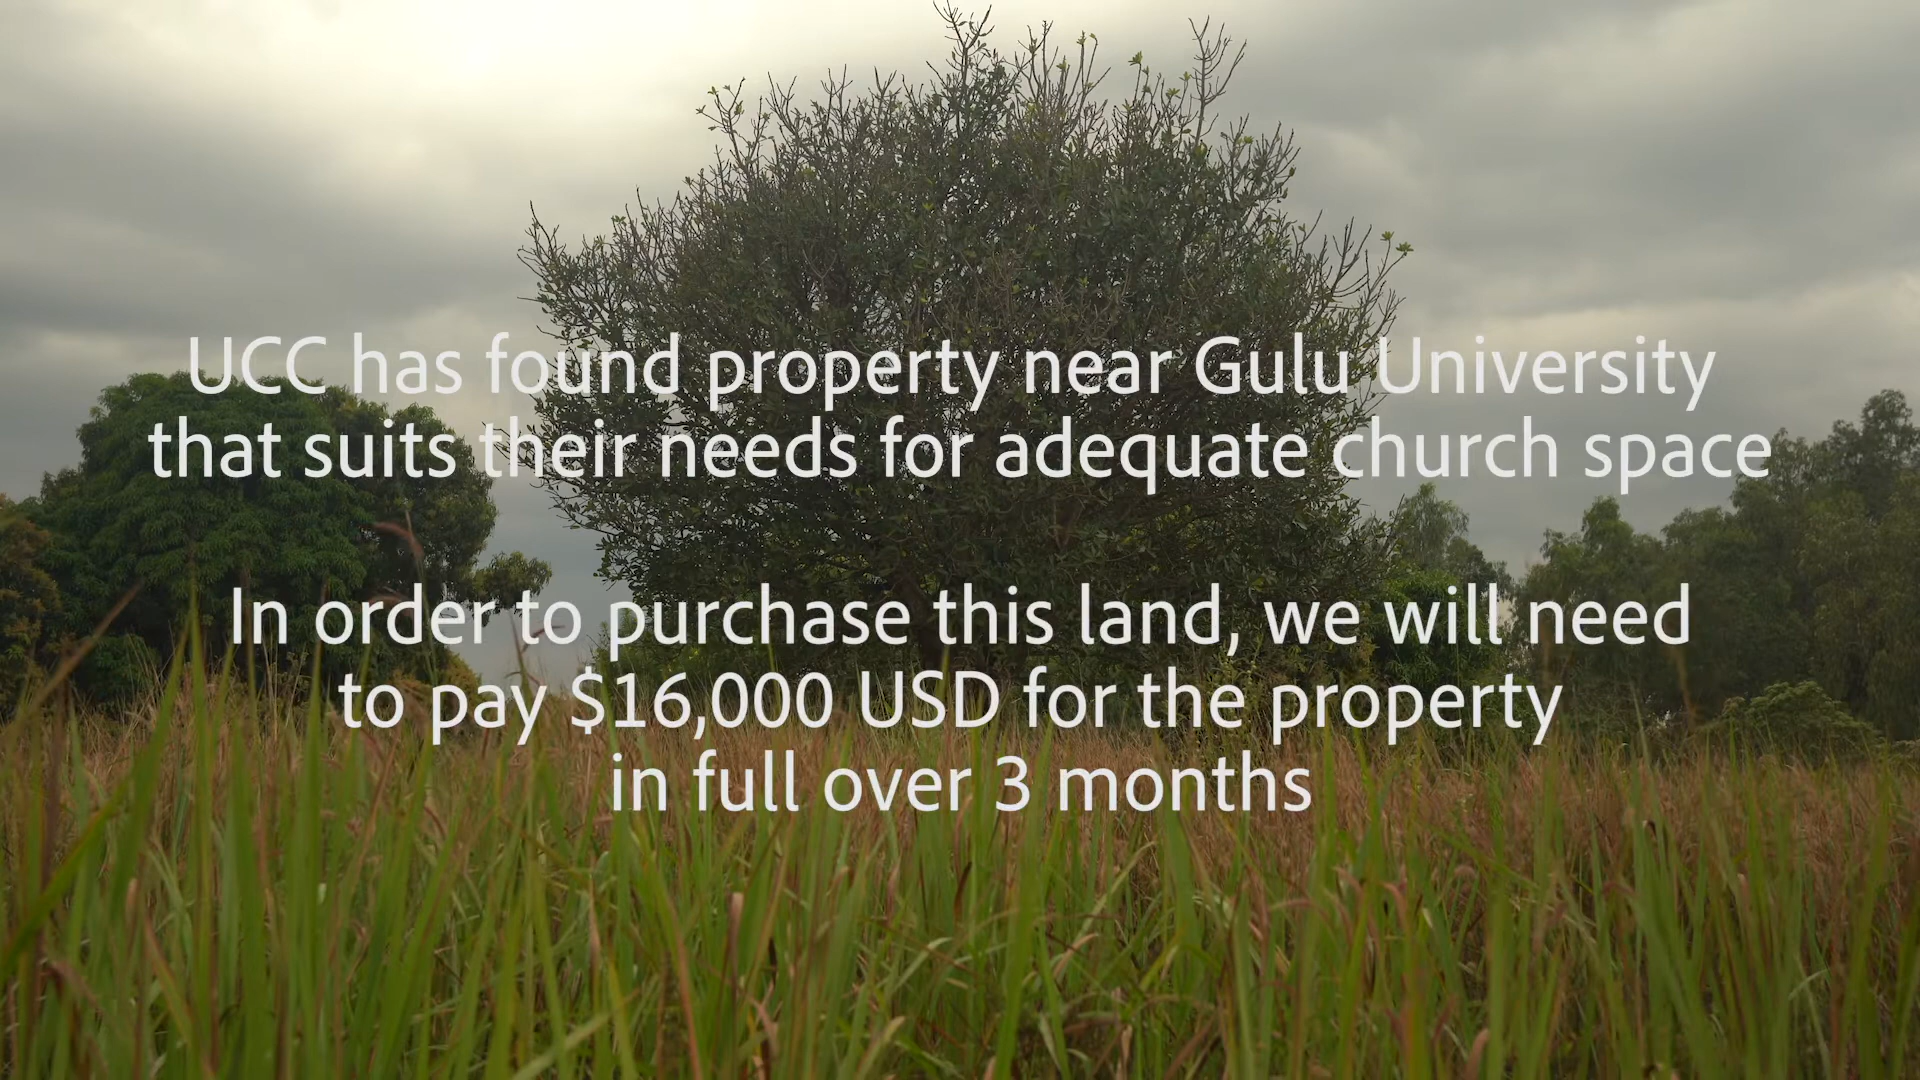 UCC has found property near Gulu University
that suits their needs for adequate church space
In order to purchase this land, we will need
to pay $16,000 USD for the property
in full over 3 months